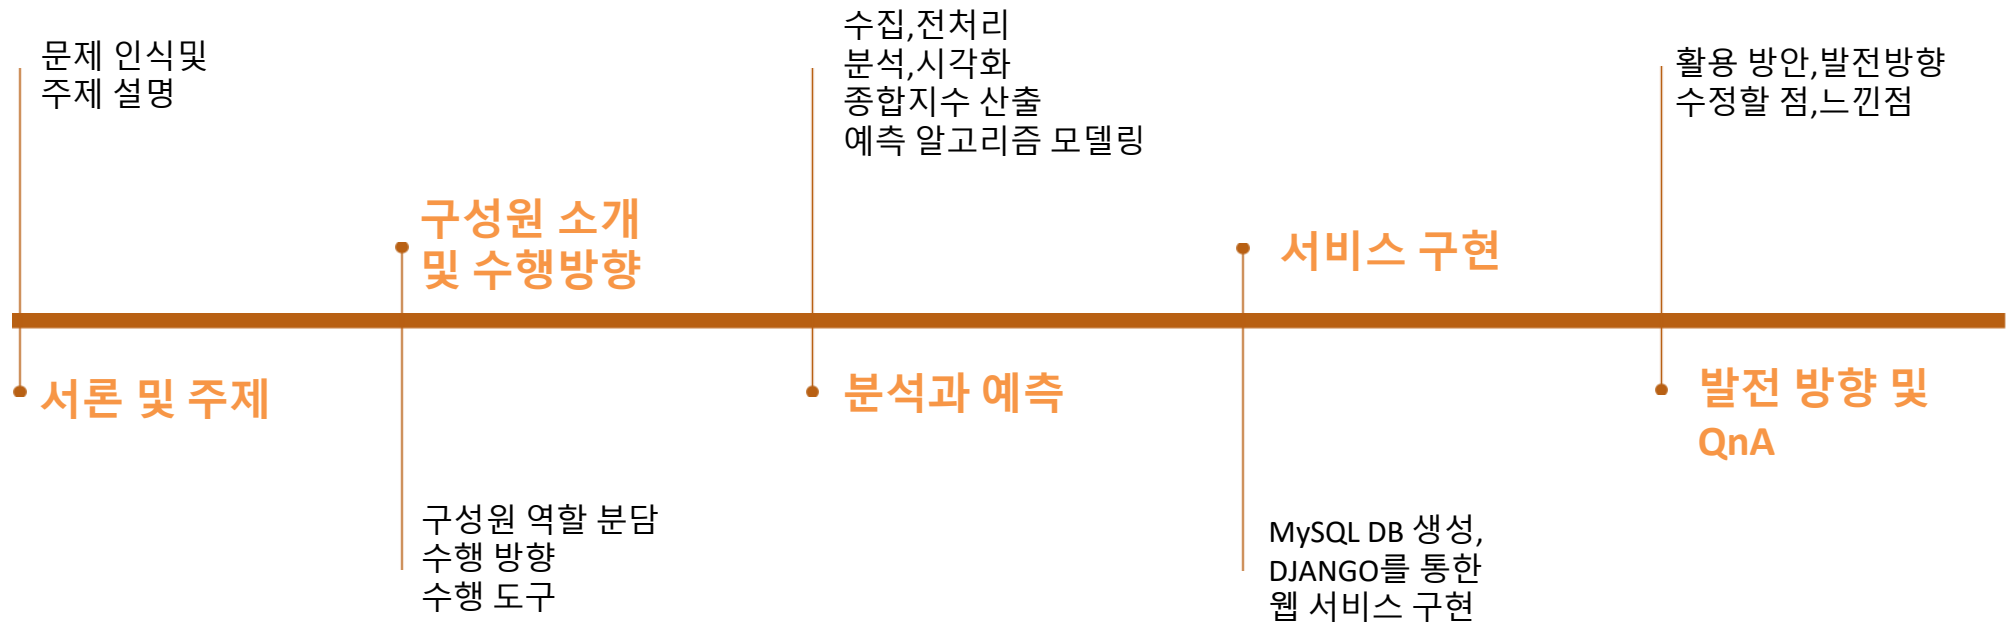 문제 인식및
주제 설명
서론 및 주제
구성원 소개
및 수행방향
구성원 역할 분담
수행 방향
수행 도구
수집,전처리
분석,시각화
종합지수 산출
예측 알고리즘 모델링
분석과 예측
서비스 구현
MySQL DB 생성,
DJANGO를 통한
웹 서비스 구현
활용 방안,발전방향
수정할 점,느낀점
발전 방향 및
QnA